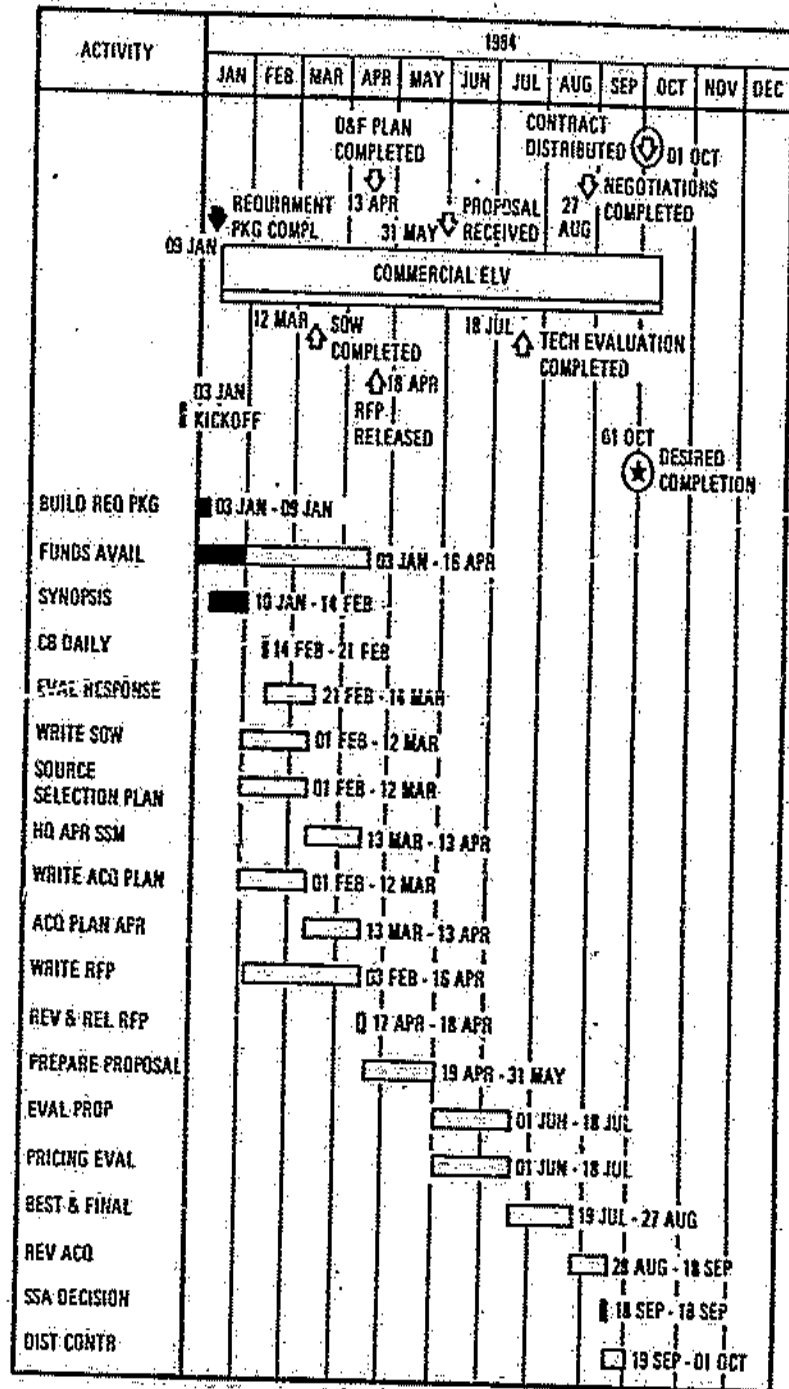 ACTIVITY
1984
JAN FEB MAR APR MAY JUN JUL AUG SEP OCT NOV DEC
D&F PLAN
COMPLETED
13 APR
CONTRACT
DISTRIBUTED
01 OCT
REQUIRMENT
PKG COMPL
09 JAN
31 MAY
PROPOSAL
RECEIVED
27
AUG
NEGOTIATIONS
COMPLETED
COMMERCIAL ELV
12 MAR
SOW
COMPLETED
18 JUL
TECH EVALUATION
COMPLETED
03 JAN
KICKOFF
18 APR
RFP
RELEASED
01 OCT
DESIRED
COMPLETION
BUILD REQ PKG 03 JAN - 09 JAN
FUNDS AVAIL 03 JAN - 16 APR
SYNOPSIS 10 JAN - 14 FEB
CB DAILY 14 FEB - 21 FEB
EVAL RESPONSE 21 FEB - 14 MAR
WRITE SOW 01 FEB - 12 MAR
SOURCE
SELECTION PLAN 01 FEB - 12 MAR
HQ APR SSM 13 MAR - 13 APR
WRITE ACQ PLAN 01 FEB - 12 MAR
ACQ PLAN APR 13 MAR - 13 APR
WRITE RFP 03 FEB - 16 APR
REV & REL RFP 17 APR - 18 APR
PREPARE PROPOSAL 19 APR - 31 MAY
EVAL PROP 01 JUN - 18 JUL
PRICING EVAL 01 JUN - 18 JUL
BEST & FINAL 19 JUL - 27 AUG
REV ACQ 28 AUG - 18 SEP
SSA DECISION 18 SEP - 18 SEP
DIST CONTR 19 SEP - 01 OCT